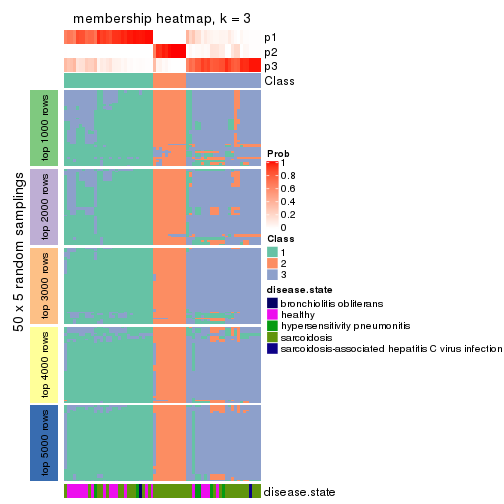 membership heatmap, k = 3
p1
p2
p3
Class
50 x 5 random samplings
top 1000 rows
top 2000 rows
top 3000 rows
top 4000 rows
top 5000 rows
Prob
1
0.8
0.6
0.4
0.2
0
Class
1
2
3
disease.state
bronchiolitis obliterans
healthy
hypersensitivity pneumonitis
sarcoidosis
sarcoidosis-associated hepatitis C virus infection
disease.state